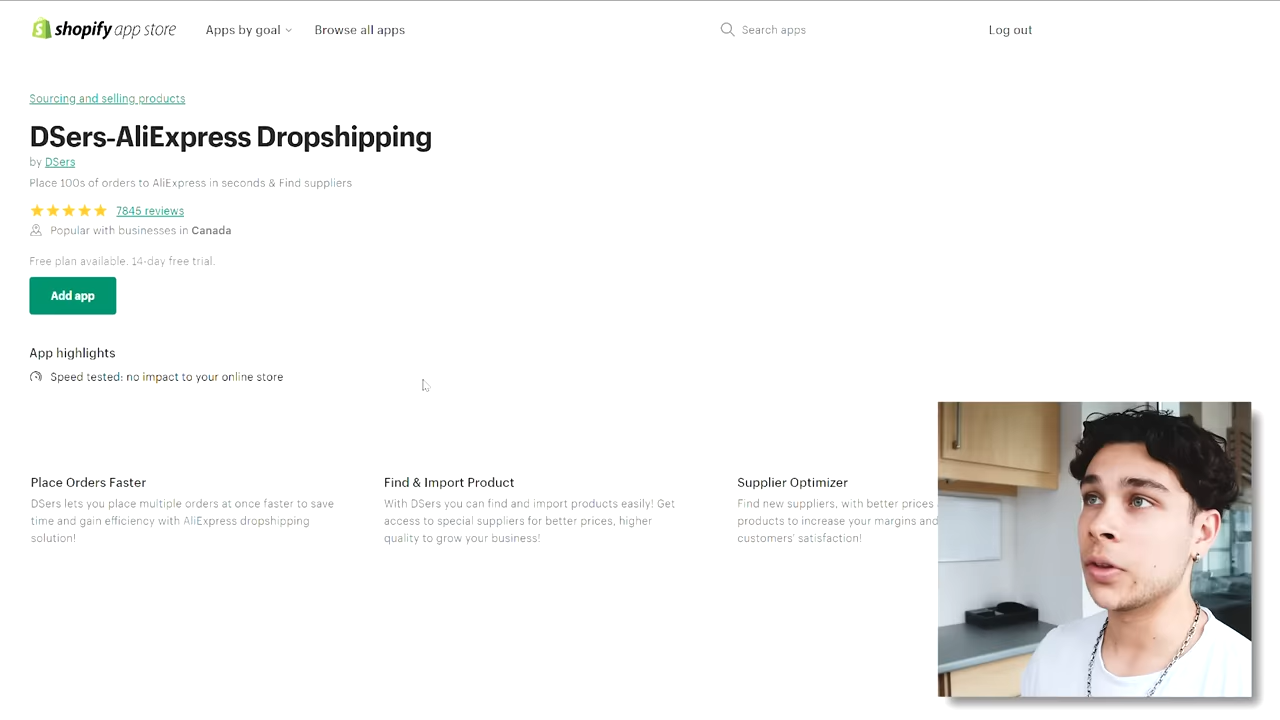 shopify app store
Apps by goal
Browse all apps
Search apps
Log out
Sourcing and selling products
DSers-AliExpress Dropshipping
by DSers
Place 100s of orders to AliExpress in seconds & Find suppliers
7845 reviews
Popular with businesses in Canada
Free plan available. 14-day free trial.
Add app
App highlights
Speed tested: no impact to your online store
Place Orders Faster
DSers lets you place multiple orders at once faster to save
time and gain efficiency with AliExpress dropshipping
solution!
Find & Import Product
With DSers you can find and import products easily! Get
access to special suppliers for better prices, higher
quality to grow your business!
Supplier Optimizer
Find new suppliers, with better prices
products to increase your margins and
customers' satisfaction!